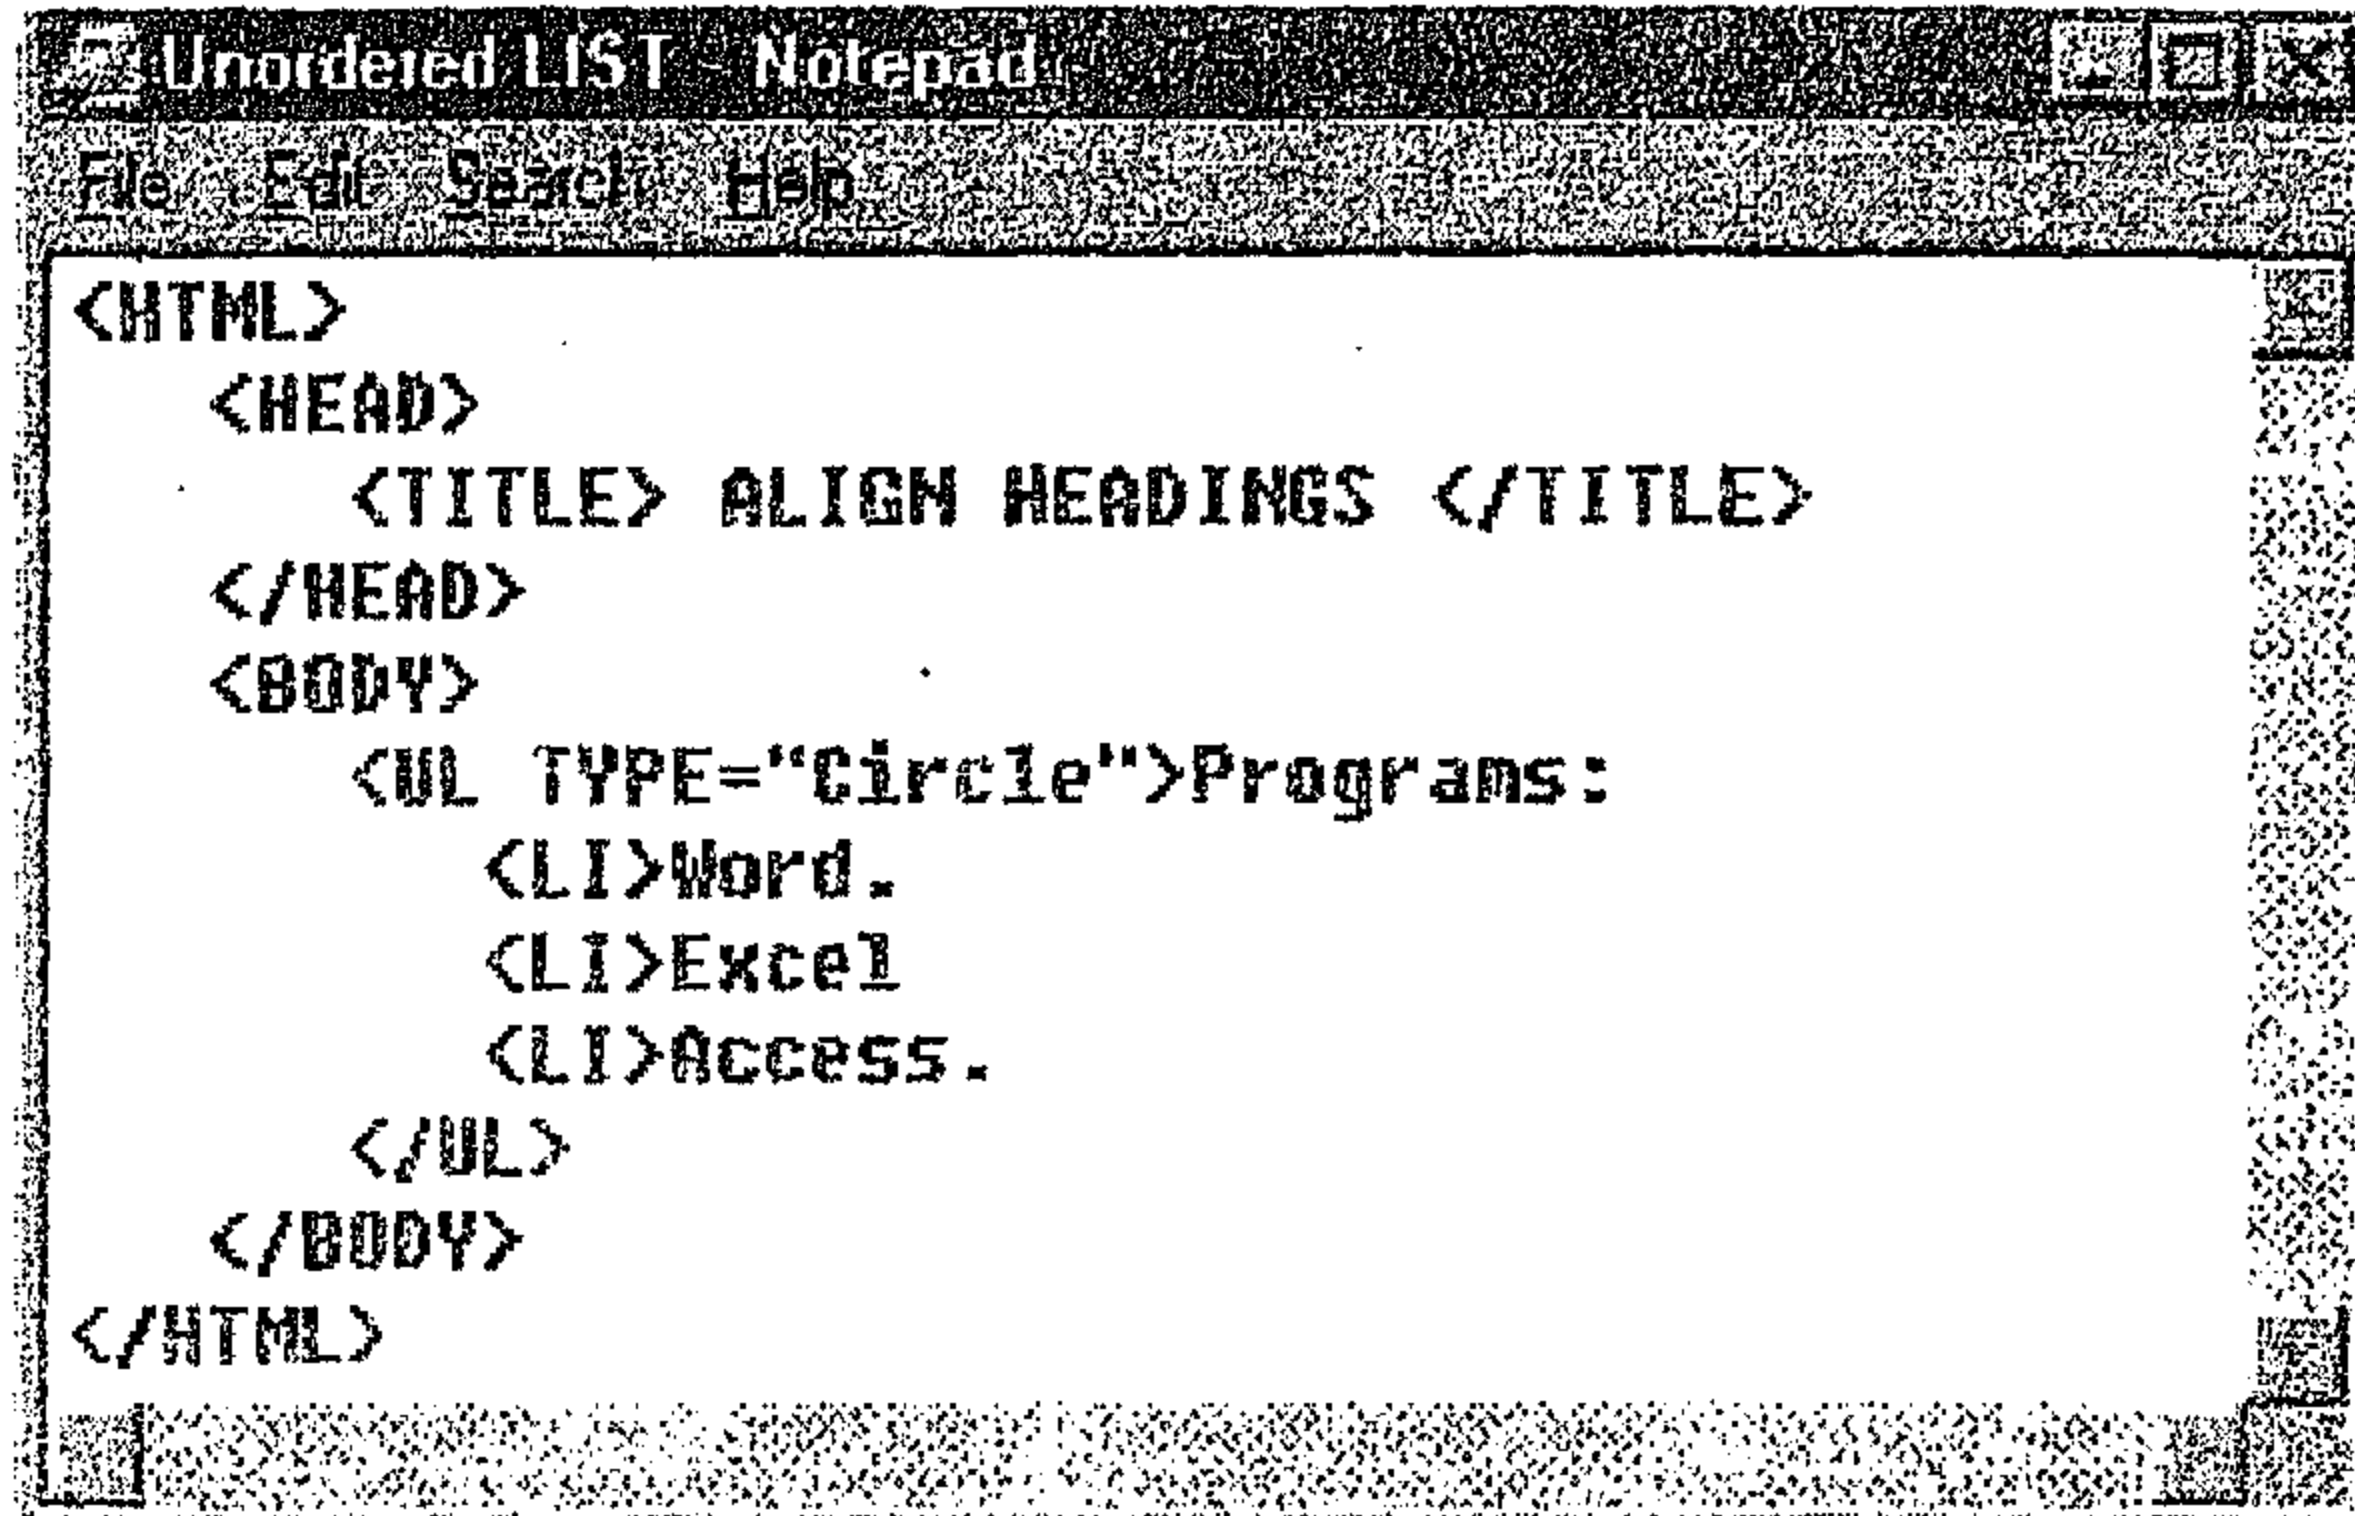 Unordered LIST - Notepad
File Edit Search Help
<HTML>
<HEAD>
<TITLE> ALIGN HEADINGS </TITLE>
</HEAD>
<BODY>
<UL TYPE="Circle">Programs:
<LI>Word.
<LI>Excel
<LI>Access.
</UL>
</BODY>
</HTML>